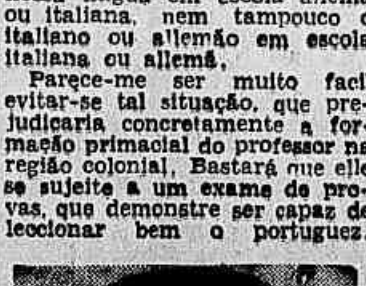 ou italiana, nem tampouco o
italiano ou allemão em escola
italiana ou allemã.
Parece-me ser muito facil
evitar-se tal situação, que pre-
judicaria concretamente a for-
mação primacial do professor na
região colonial. Bastará que elle
se sujeite a um exame de pro-
vas, que demonstre ser capaz de
leccionar bem o portuguez.